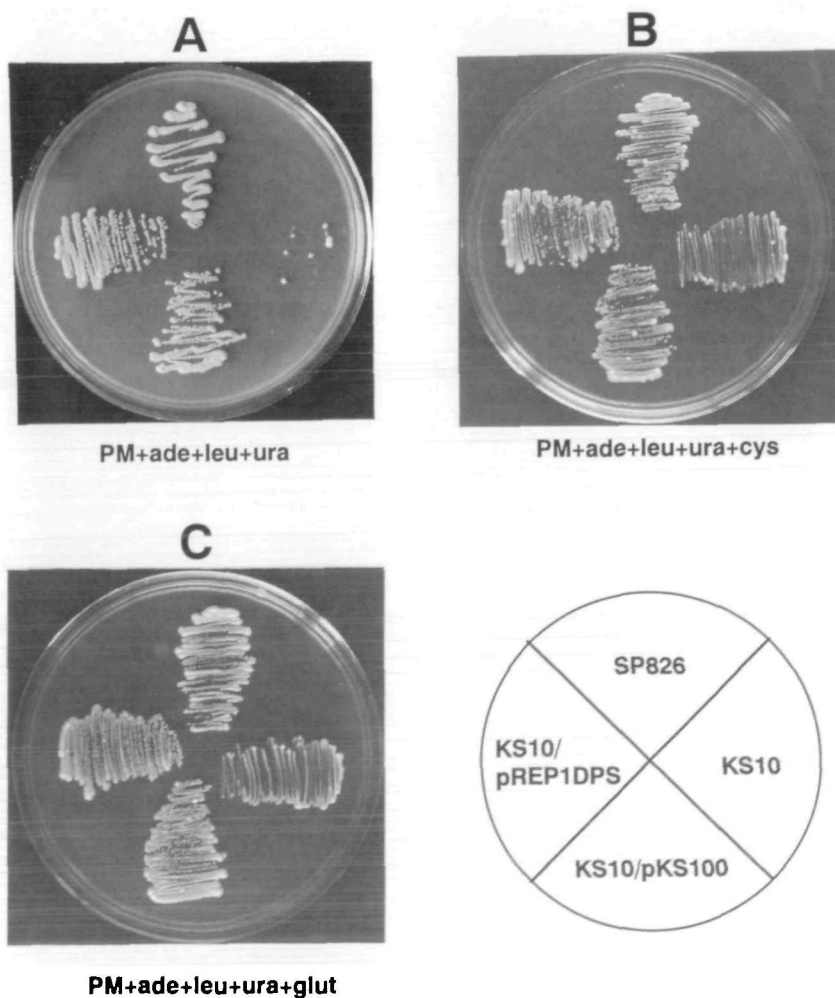 A
B
PM+ade+leu+ura
PM+ade+leu+ura+cys
C
SP826
KS10/
pREP1DPS
KS10
KS10/pKS100
PM+ade+leu+ura+glut